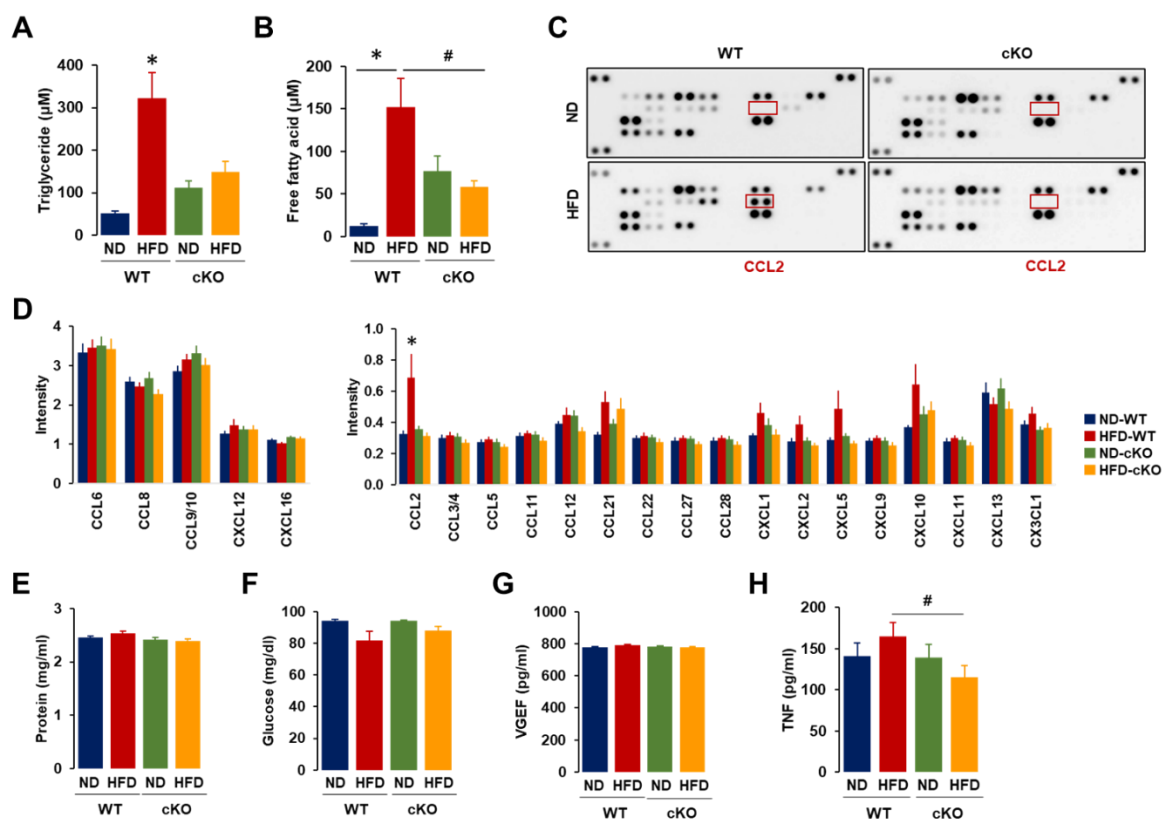 A
Triglyceride (µM)
400
300
200
100
0
*
ND HFD ND HFD
WT cKO
B
Free fatty acid (µM)
200
150
100
50
0
* #
ND HFD ND HFD
WT cKO
C
WT cKO
ND
HFD
CCL2 CCL2
D
Intensity
4
3
2
1
0
CCL6 CCL8 CCL9/10 CXCL12 CXCL16
Intensity
1.0
0.8
0.6
0.4
0.2
0.0
*
CCL2 CCL3/4 CCL5 CCL11 CCL12 CCL21 CCL22 CCL27 CCL28 CXCL1 CXCL2 CXCL5 CXCL9 CXCL10 CXCL11 CXCL13 CX3CL1
ND-WT
HFD-WT
ND-cKO
HFD-cKO
E
Protein (mg/ml)
3
2
1
0
ND HFD ND HFD
WT cKO
F
Glucose (mg/dl)
100
80
60
40
20
0
ND HFD ND HFD
WT cKO
G
VGEF (pg/ml)
1000
800
600
400
200
0
ND HFD ND HFD
WT cKO
H
TNF (pg/ml)
200
150
100
50
0
#
ND HFD ND HFD
WT cKO